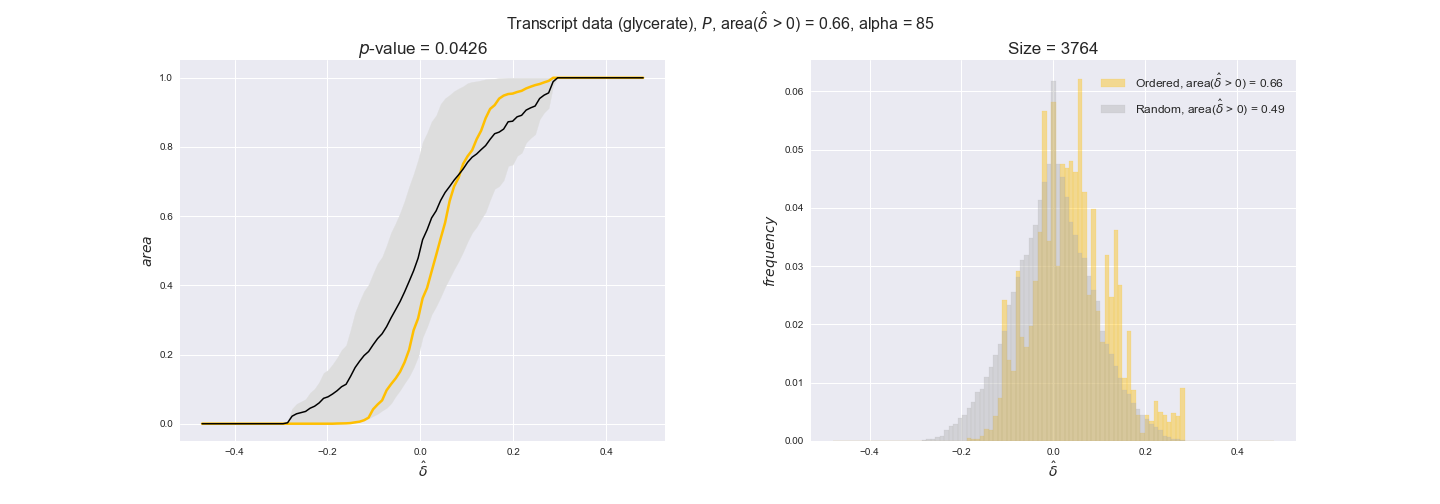 Transcript data (glycerate), P, area(δ̂ > 0) = 0.66, alpha = 85
p-value = 0.0426
1.0
0.8
0.6
0.4
0.2
0.0
area
−0.4 −0.2 0.0 0.2 0.4
δ̂
Size = 3764
Ordered, area(δ̂ > 0) = 0.66
Random, area(δ̂ > 0) = 0.49
0.06
0.05
0.04
0.03
0.02
0.01
0.00
frequency
−0.4 −0.2 0.0 0.2 0.4
δ̂